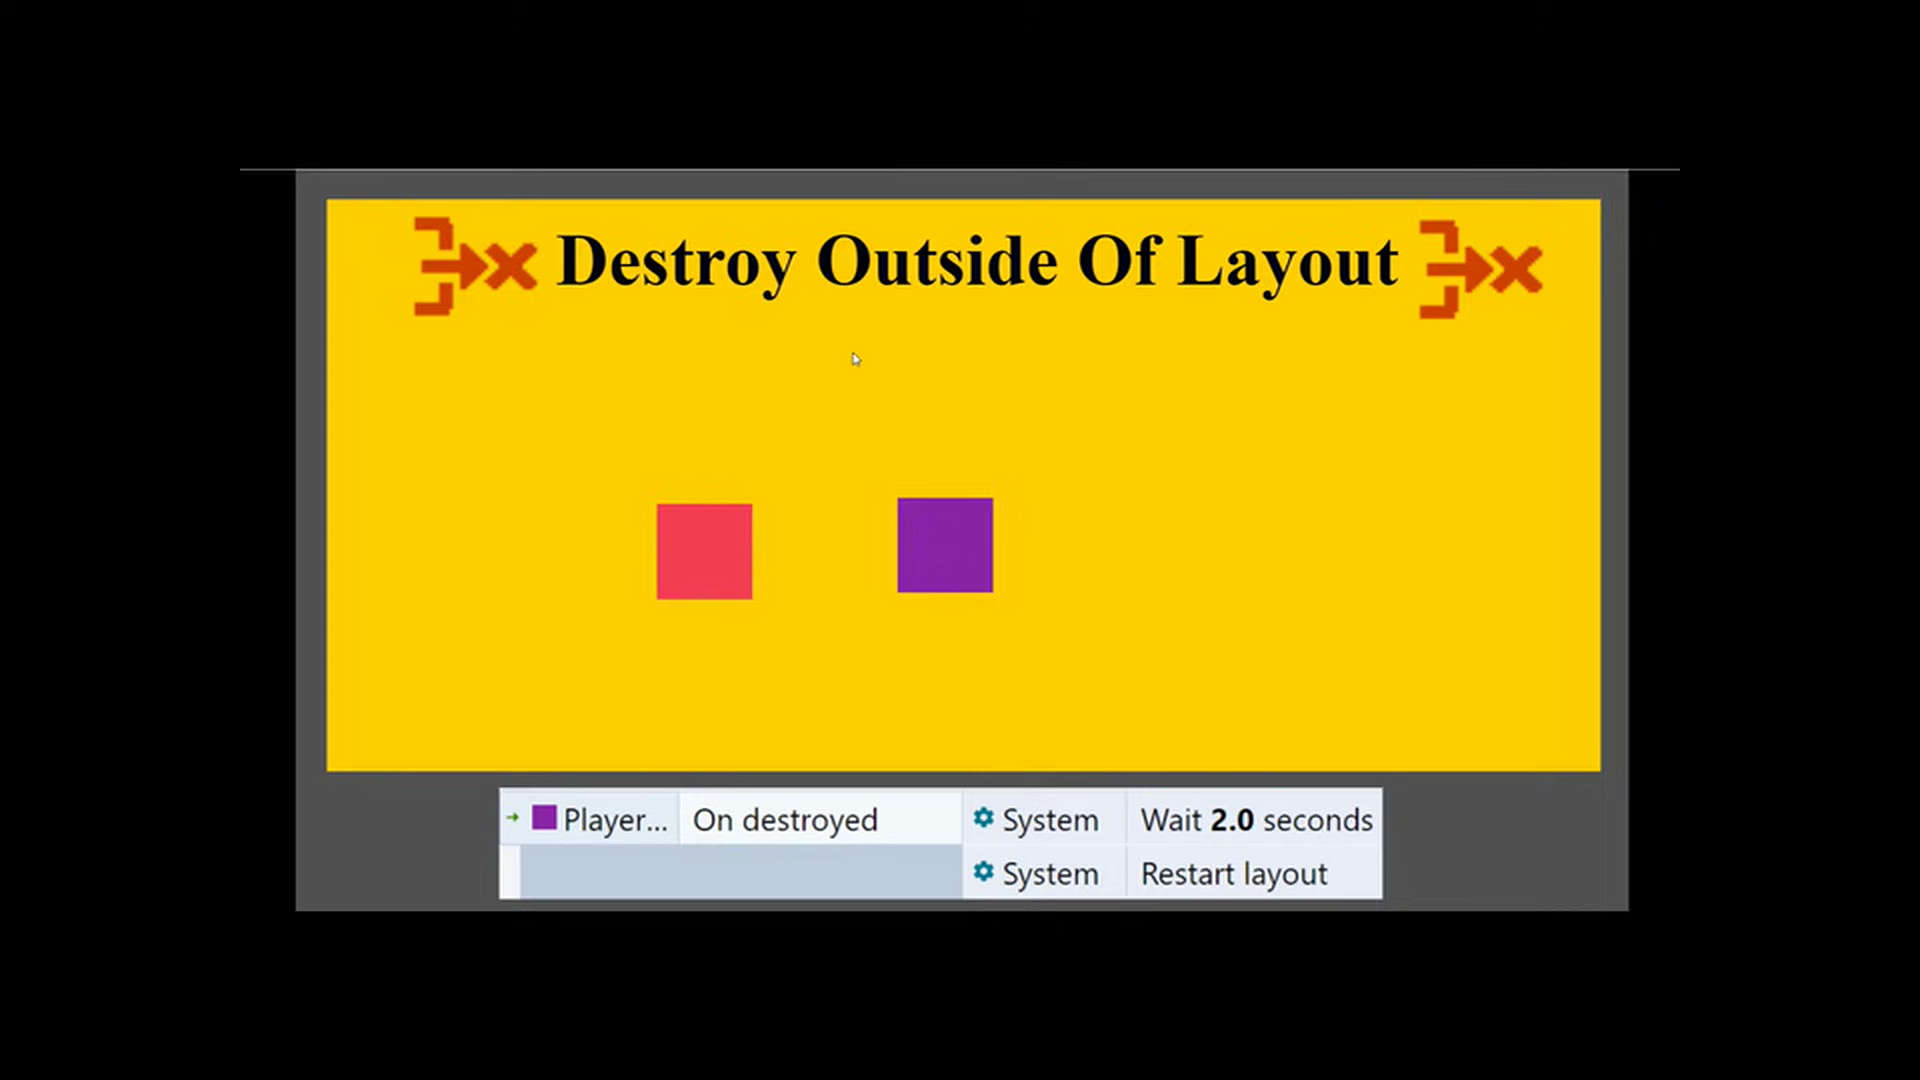 Destroy Outside Of Layout
Player... On destroyed System Wait 2.0 seconds
System Restart layout